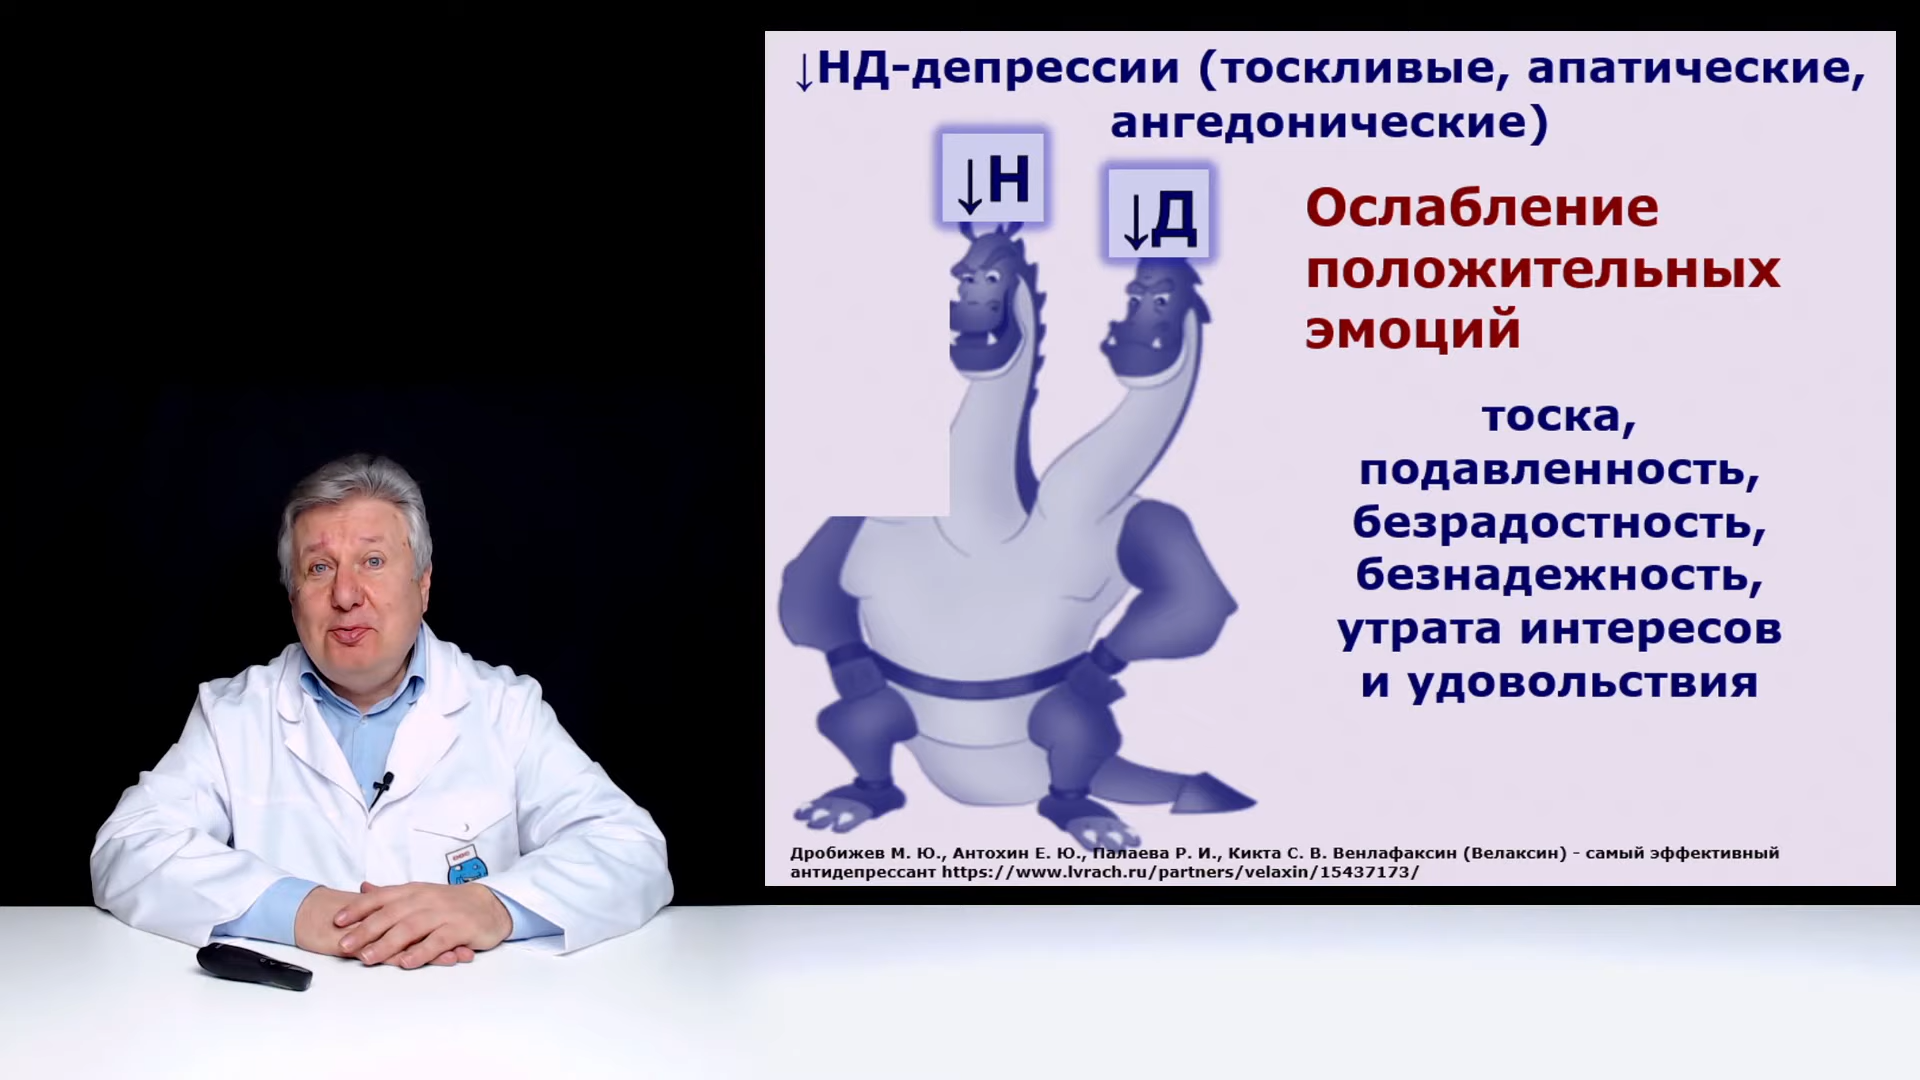 ↓НД-депрессии (тоскливые, апатические,
ангедонические)
↓Н
↓Д
Ослабление
положительных
эмоций
тоска,
подавленность,
безрадостность,
безнадежность,
утрата интересов
и удовольствия
Дробижев М. Ю., Антохин Е. Ю., Палаева Р. И., Кикта С. В. Венлафаксин (Велаксин) - самый эффективный
антидепрессант https://www.lvrach.ru/partners/velaxin/15437173/